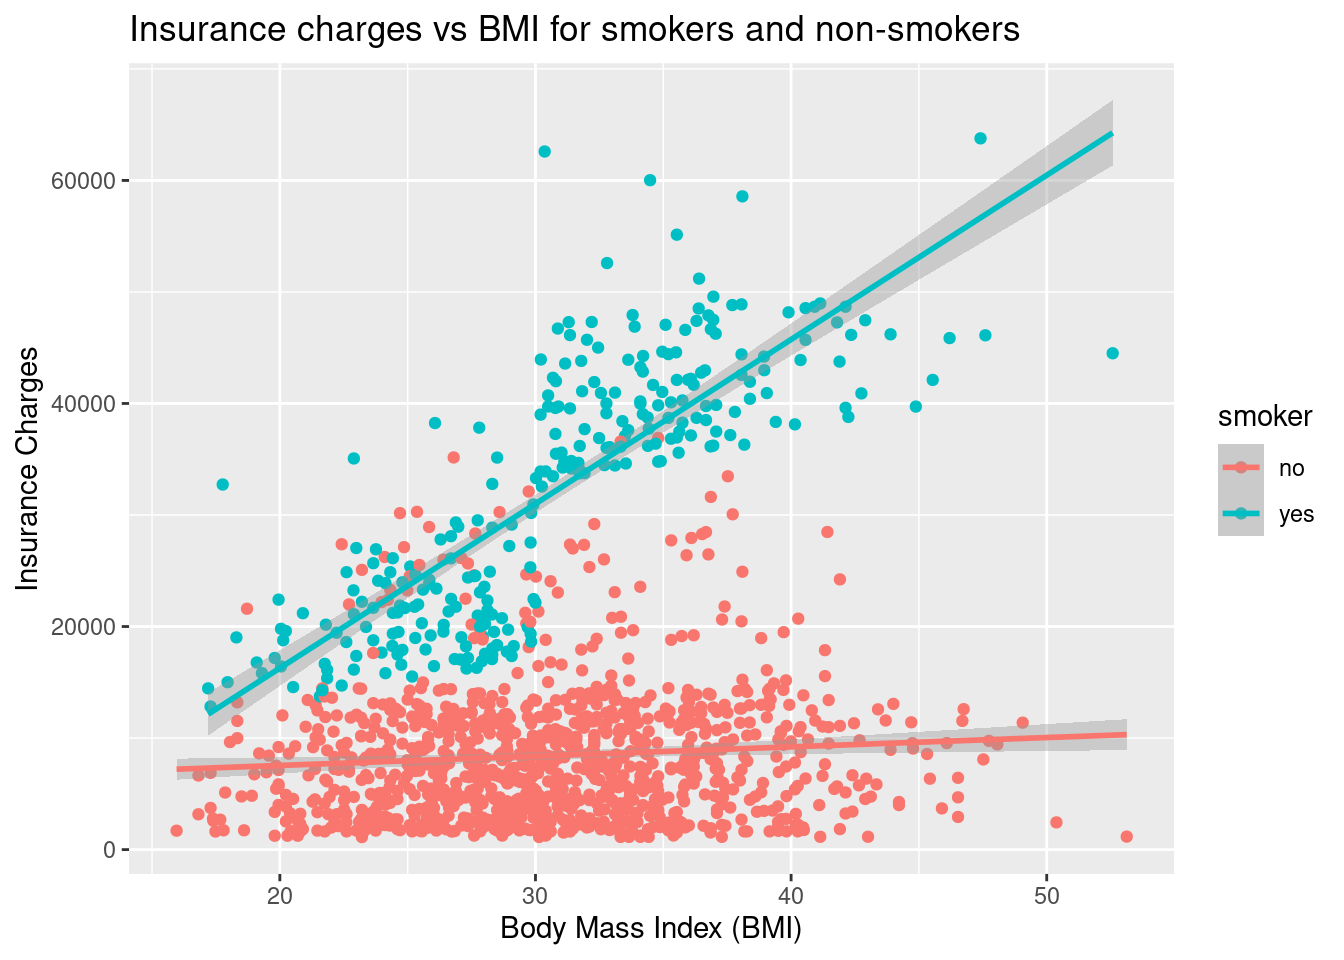 Insurance charges vs BMI for smokers and non-smokers
60000
40000
20000
0
Insurance Charges
20 30 40 50
Body Mass Index (BMI)
smoker
no
yes